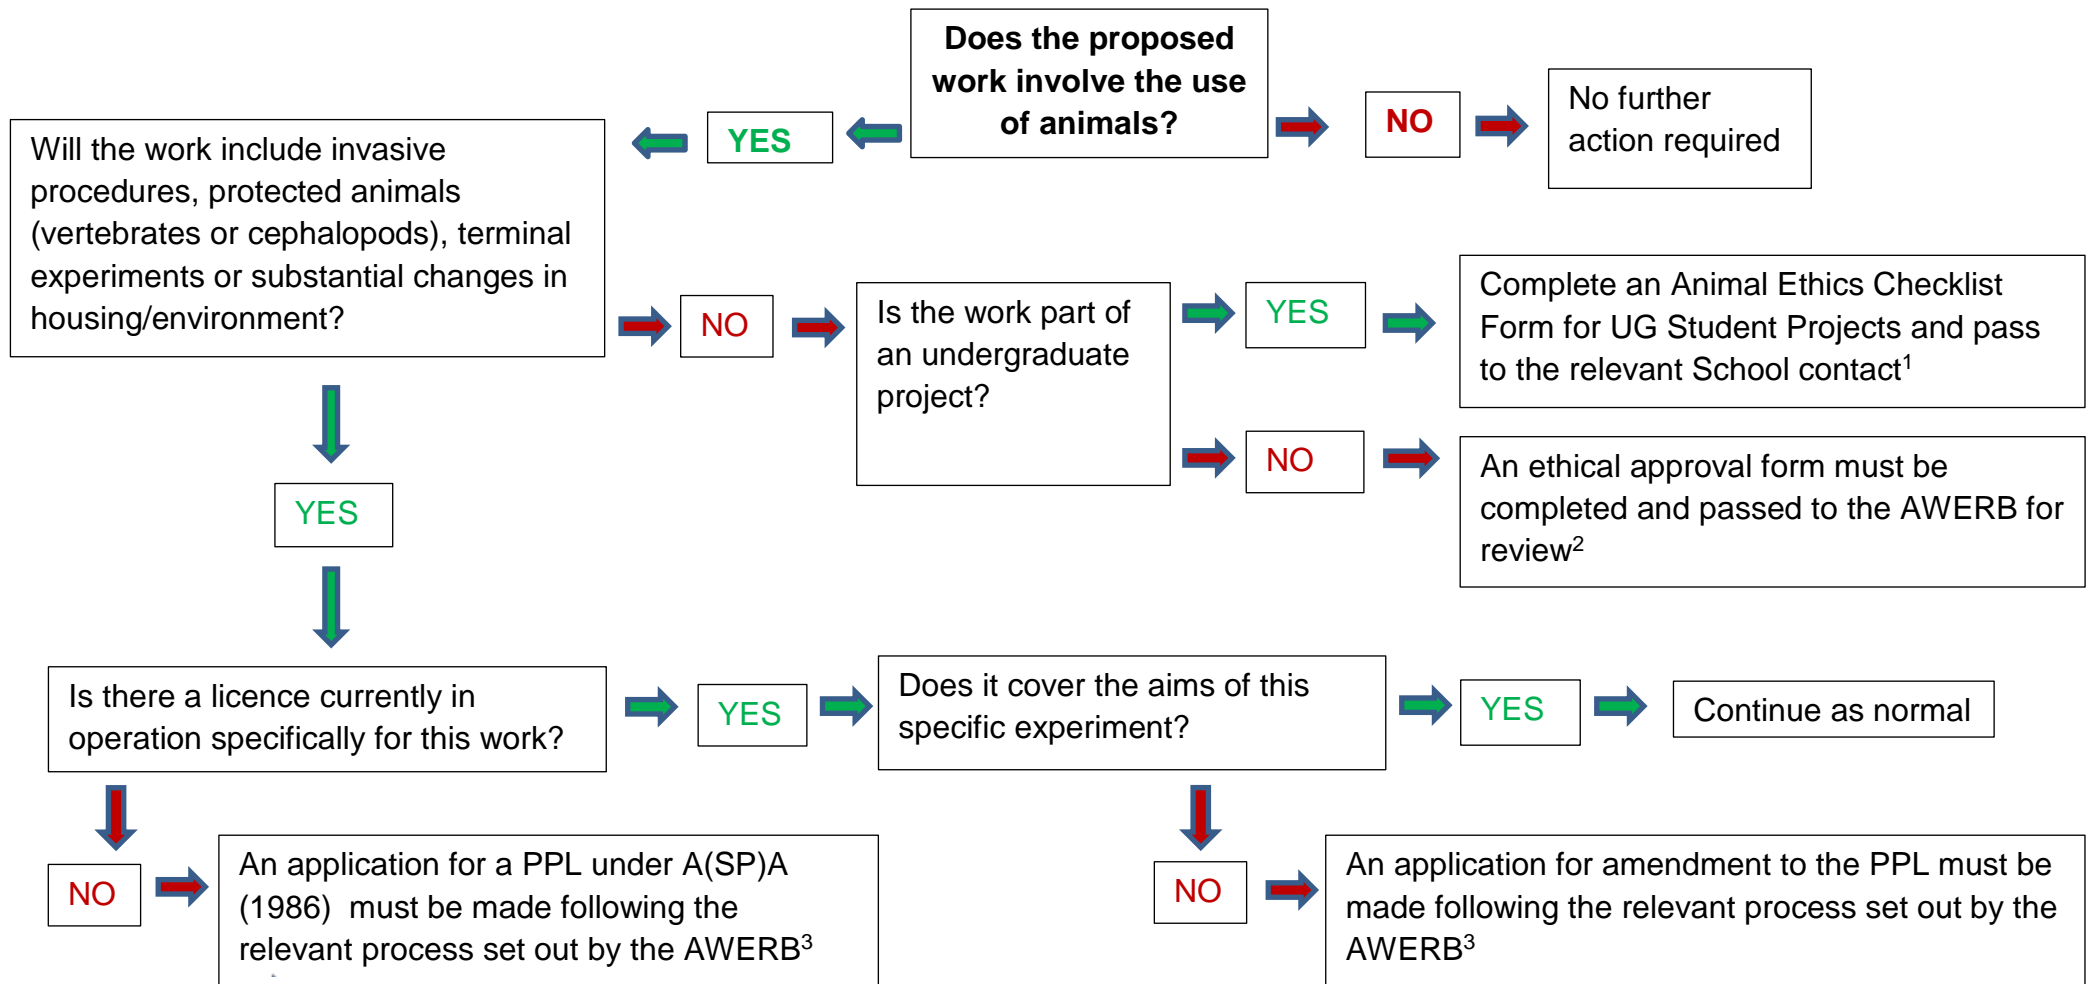 Does the proposed
work involve the use
of animals?
NO
No further
action required
YES
Will the work include invasive
procedures, protected animals
(vertebrates or cephalopods), terminal
experiments or substantial changes in
housing/environment?
NO
Is the work part of
an undergraduate
project?
YES
Complete an Animal Ethics Checklist
Form for UG Student Projects and pass
to the relevant School contact¹
NO
An ethical approval form must be
completed and passed to the AWERB for
review²
YES
Is there a licence currently in
operation specifically for this work?
YES
Does it cover the aims of this
specific experiment?
YES
Continue as normal
NO
An application for a PPL under A(SP)A
(1986)  must be made following the
relevant process set out by the AWERB³
NO
An application for amendment to the PPL must be
made following the relevant process set out by the
AWERB³